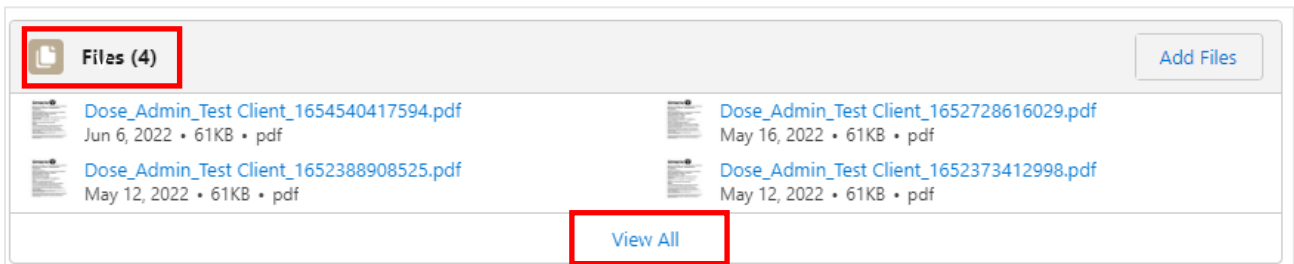 Files (4)
Add Files
Dose_Admin_Test Client_1654540417594.pdf
Jun 6, 2022 • 61KB • pdf
Dose_Admin_Test Client_1652728616029.pdf
May 16, 2022 • 61KB • pdf
Dose_Admin_Test Client_1652388908525.pdf
May 12, 2022 • 61KB • pdf
Dose_Admin_Test Client_1652373412998.pdf
May 12, 2022 • 61KB • pdf
View All